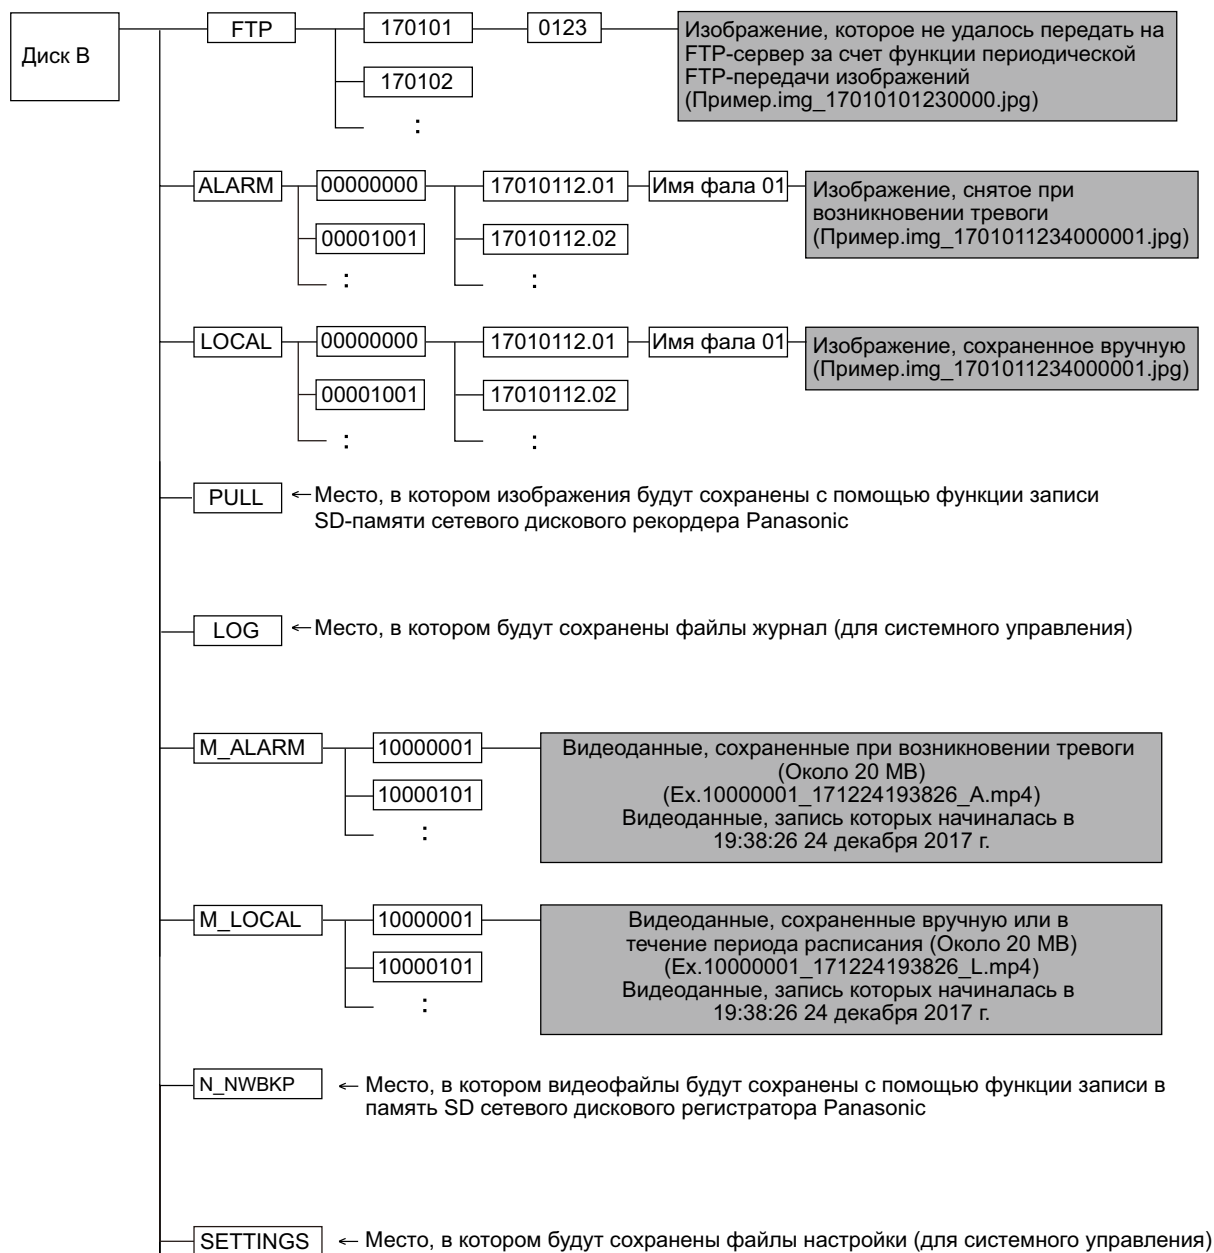 Диск B
FTP
170101
0123
Изображение, которое не удалось передать на
FTP-сервер за счет функции периодической
FTP-передачи изображений
(Пример.img_17010101230000.jpg)
170102
:
ALARM
00000000
17010112.01
Имя фала 01
Изображение, снятое при
возникновении тревоги
(Пример.img_1701011234000001.jpg)
00001001
17010112.02
:
:
LOCAL
00000000
17010112.01
Имя фала 01
Изображение, сохраненное вручную
(Пример.img_1701011234000001.jpg)
00001001
17010112.02
:
:
PULL
←Место, в котором изображения будут сохранены с помощью функции записи
SD-памяти сетевого дискового рекордера Panasonic
LOG
←Место, в котором будут сохранены файлы журнал (для системного управления)
M_ALARM
10000001
Видеоданные, сохраненные при возникновении тревоги
(Около 20 MB)
(Ex.10000001_171224193826_A.mp4)
Видеоданные, запись которых начиналась в
19:38:26 24 декабря 2017 г.
10000101
:
M_LOCAL
10000001
Видеоданные, сохраненные вручную или в
течение периода расписания (Около 20 MB)
(Ex.10000001_171224193826_L.mp4)
Видеоданные, запись которых начиналась в
19:38:26 24 декабря 2017 г.
10000101
:
N_NWBKP
← Место, в котором видеофайлы будут сохранены с помощью функции записи в
память SD сетевого дискового регистратора Panasonic
SETTINGS
← Место, в котором будут сохранены файлы настройки (для системного управления)